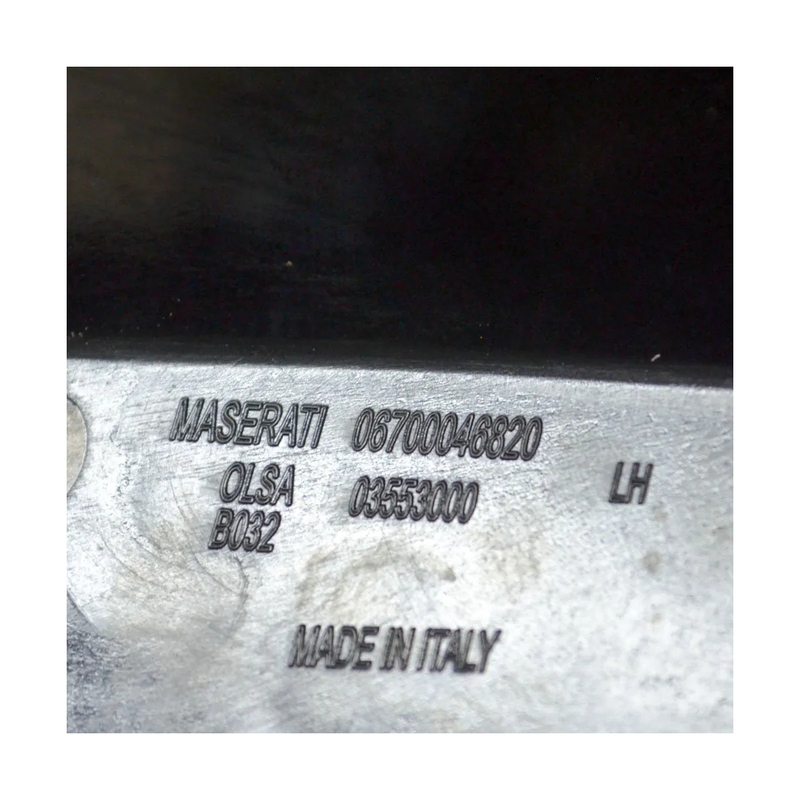 MASERATI 06700046820
OLSA 03553000 LH
B032
MADE IN ITALY